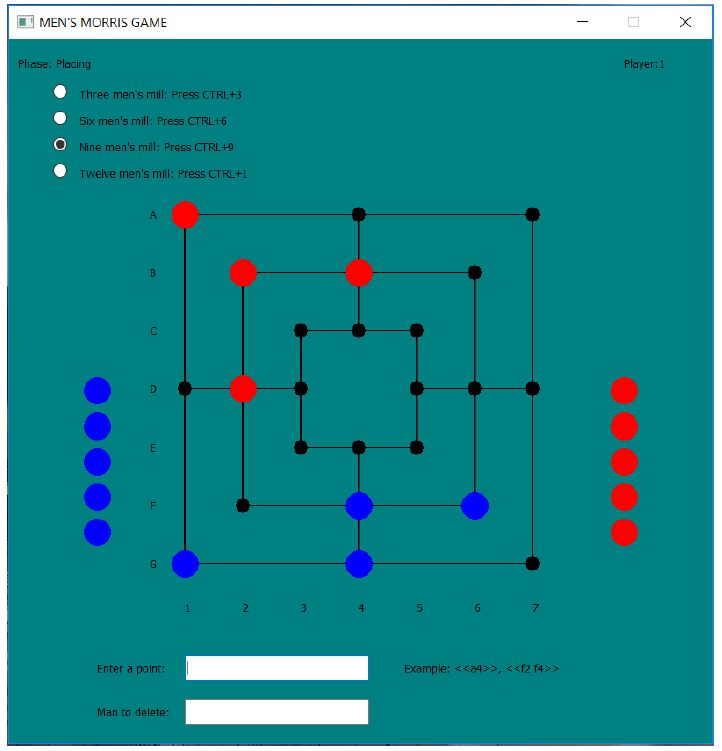 MEN'S MORRIS GAME
Phase: Placing Player:1
Three men's mill: Press CTRL+3
Six men's mill: Press CTRL+6
Nine men's mill: Press CTRL+9
Twelve men's mill: Press CTRL+1
A
B
C
D
E
F
G
1 2 3 4 5 6 7
Enter a point: Example: <<a4>>, <<f2 f4>>
Man to delete: